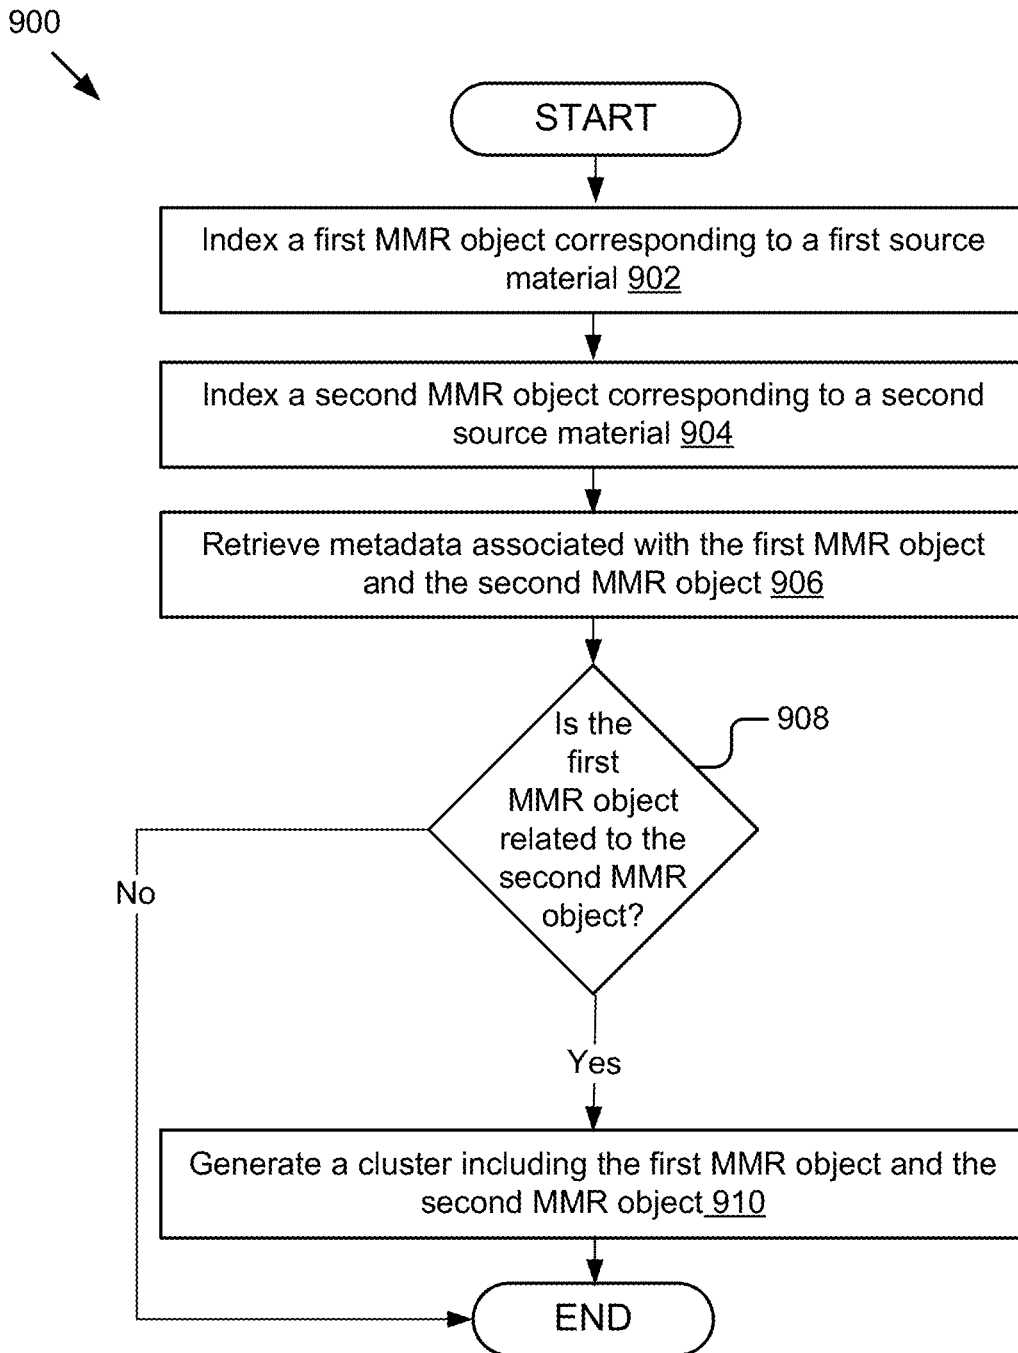 900
START
Index a first MMR object corresponding to a first source
material 902
Index a second MMR object corresponding to a second
source material 904
Retrieve metadata associated with the first MMR object
and the second MMR object 906
Is the
first
MMR object
related to the
second MMR
object?
908
No
Yes
Generate a cluster including the first MMR object and the
second MMR object 910
END